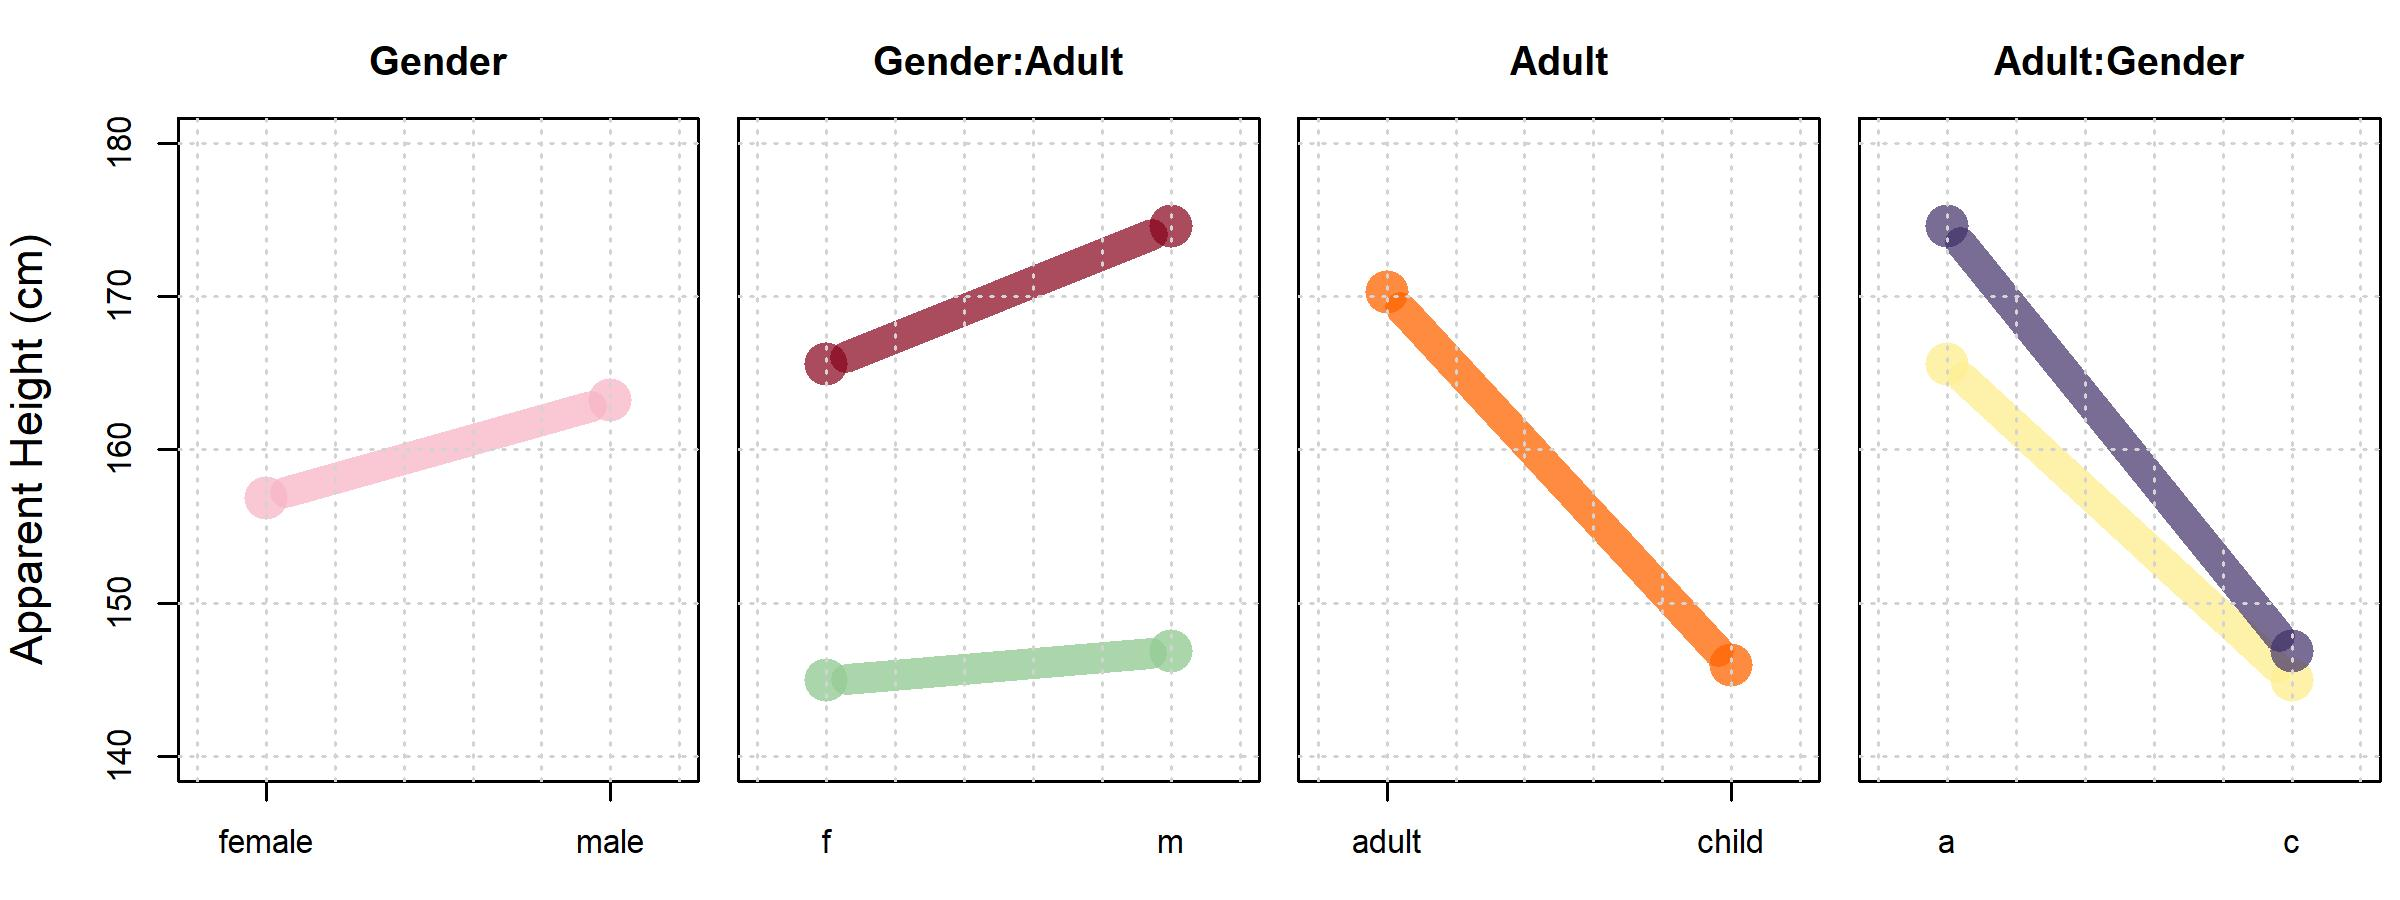 Gender
Gender:Adult
Adult
Adult:Gender
Apparent Height (cm)
180
170
160
150
140
female
male
f
m
adult
child
a
c